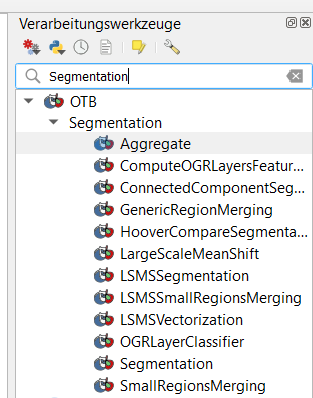 Verarbeitungswerkzeuge
Segmentation
OTB
Segmentation
Aggregate
ComputeOGRLayersFeatur...
ConnectedComponentSeg...
GenericRegionMerging
HooverCompareSegmenta...
LargeScaleMeanShift
LSMSSegmentation
LSMSSmallRegionsMerging
LSMSVectorization
OGRLayerClassifier
Segmentation
SmallRegionsMerging